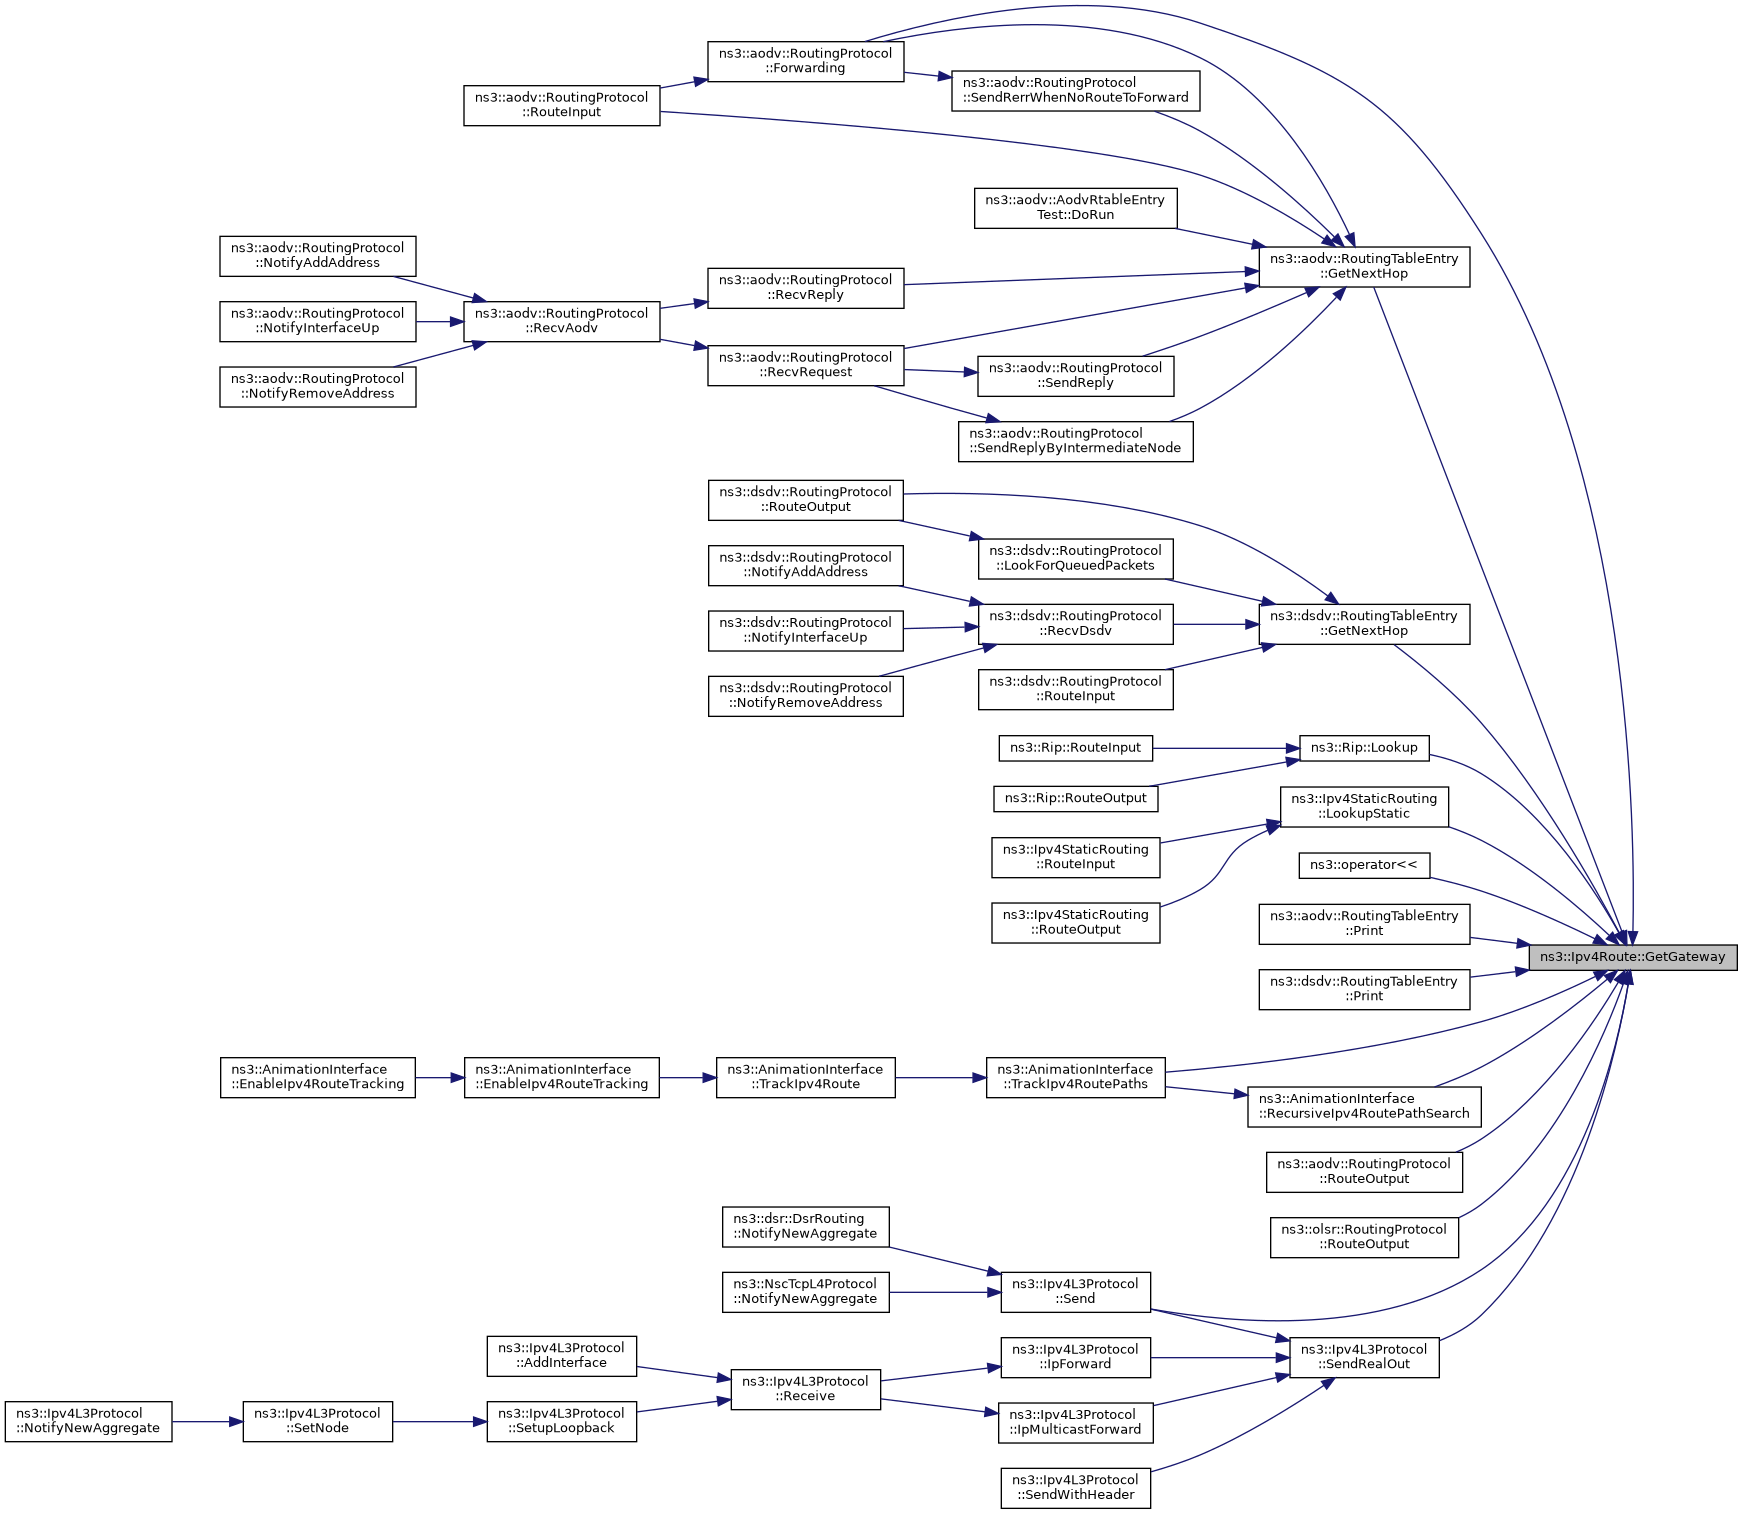 ns3::aodv::RoutingProtocol
::Forwarding
ns3::aodv::RoutingProtocol
::SendRerrWhenNoRouteToForward
ns3::aodv::RoutingProtocol
::RouteInput
ns3::aodv::AodvRtableEntry
Test::DoRun
ns3::aodv::RoutingTableEntry
::GetNextHop
ns3::aodv::RoutingProtocol
::NotifyAddAddress
ns3::aodv::RoutingProtocol
::RecvReply
ns3::aodv::RoutingProtocol
::NotifyInterfaceUp
ns3::aodv::RoutingProtocol
::RecvAodv
ns3::aodv::RoutingProtocol
::RecvRequest
ns3::aodv::RoutingProtocol
::SendReply
ns3::aodv::RoutingProtocol
::NotifyRemoveAddress
ns3::aodv::RoutingProtocol
::SendReplyByIntermediateNode
ns3::dsdv::RoutingProtocol
::RouteOutput
ns3::dsdv::RoutingProtocol
::LookForQueuedPackets
ns3::dsdv::RoutingProtocol
::NotifyAddAddress
ns3::dsdv::RoutingProtocol
::RecvDsdv
ns3::dsdv::RoutingTableEntry
::GetNextHop
ns3::dsdv::RoutingProtocol
::NotifyInterfaceUp
ns3::dsdv::RoutingProtocol
::RouteInput
ns3::dsdv::RoutingProtocol
::NotifyRemoveAddress
ns3::Rip::RouteInput
ns3::Rip::Lookup
ns3::Rip::RouteOutput
ns3::Ipv4StaticRouting
::LookupStatic
ns3::Ipv4StaticRouting
::RouteInput
ns3::operator<<
ns3::Ipv4StaticRouting
::RouteOutput
ns3::aodv::RoutingTableEntry
::Print
ns3::Ipv4Route::GetGateway
ns3::dsdv::RoutingTableEntry
::Print
ns3::AnimationInterface
::EnableIpv4RouteTracking
ns3::AnimationInterface
::EnableIpv4RouteTracking
ns3::AnimationInterface
::TrackIpv4Route
ns3::AnimationInterface
::TrackIpv4RoutePaths
ns3::AnimationInterface
::RecursiveIpv4RoutePathSearch
ns3::aodv::RoutingProtocol
::RouteOutput
ns3::dsr::DsrRouting
::NotifyNewAggregate
ns3::olsr::RoutingProtocol
::RouteOutput
ns3::NscTcpL4Protocol
::NotifyNewAggregate
ns3::Ipv4L3Protocol
::Send
ns3::Ipv4L3Protocol
::AddInterface
ns3::Ipv4L3Protocol
::IpForward
ns3::Ipv4L3Protocol
::SendRealOut
ns3::Ipv4L3Protocol
::Receive
ns3::Ipv4L3Protocol
::NotifyNewAggregate
ns3::Ipv4L3Protocol
::SetNode
ns3::Ipv4L3Protocol
::SetupLoopback
ns3::Ipv4L3Protocol
::IpMulticastForward
ns3::Ipv4L3Protocol
::SendWithHeader